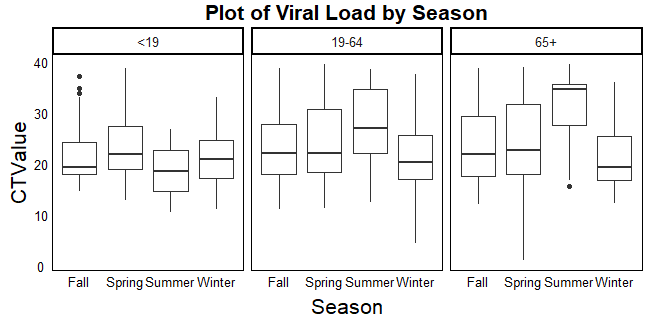 Plot of Viral Load by Season
<19 19-64 65+
40
30
20
10
0
CTValue
Fall Spring Summer Winter Fall Spring Summer Winter Fall Spring Summer Winter
Season